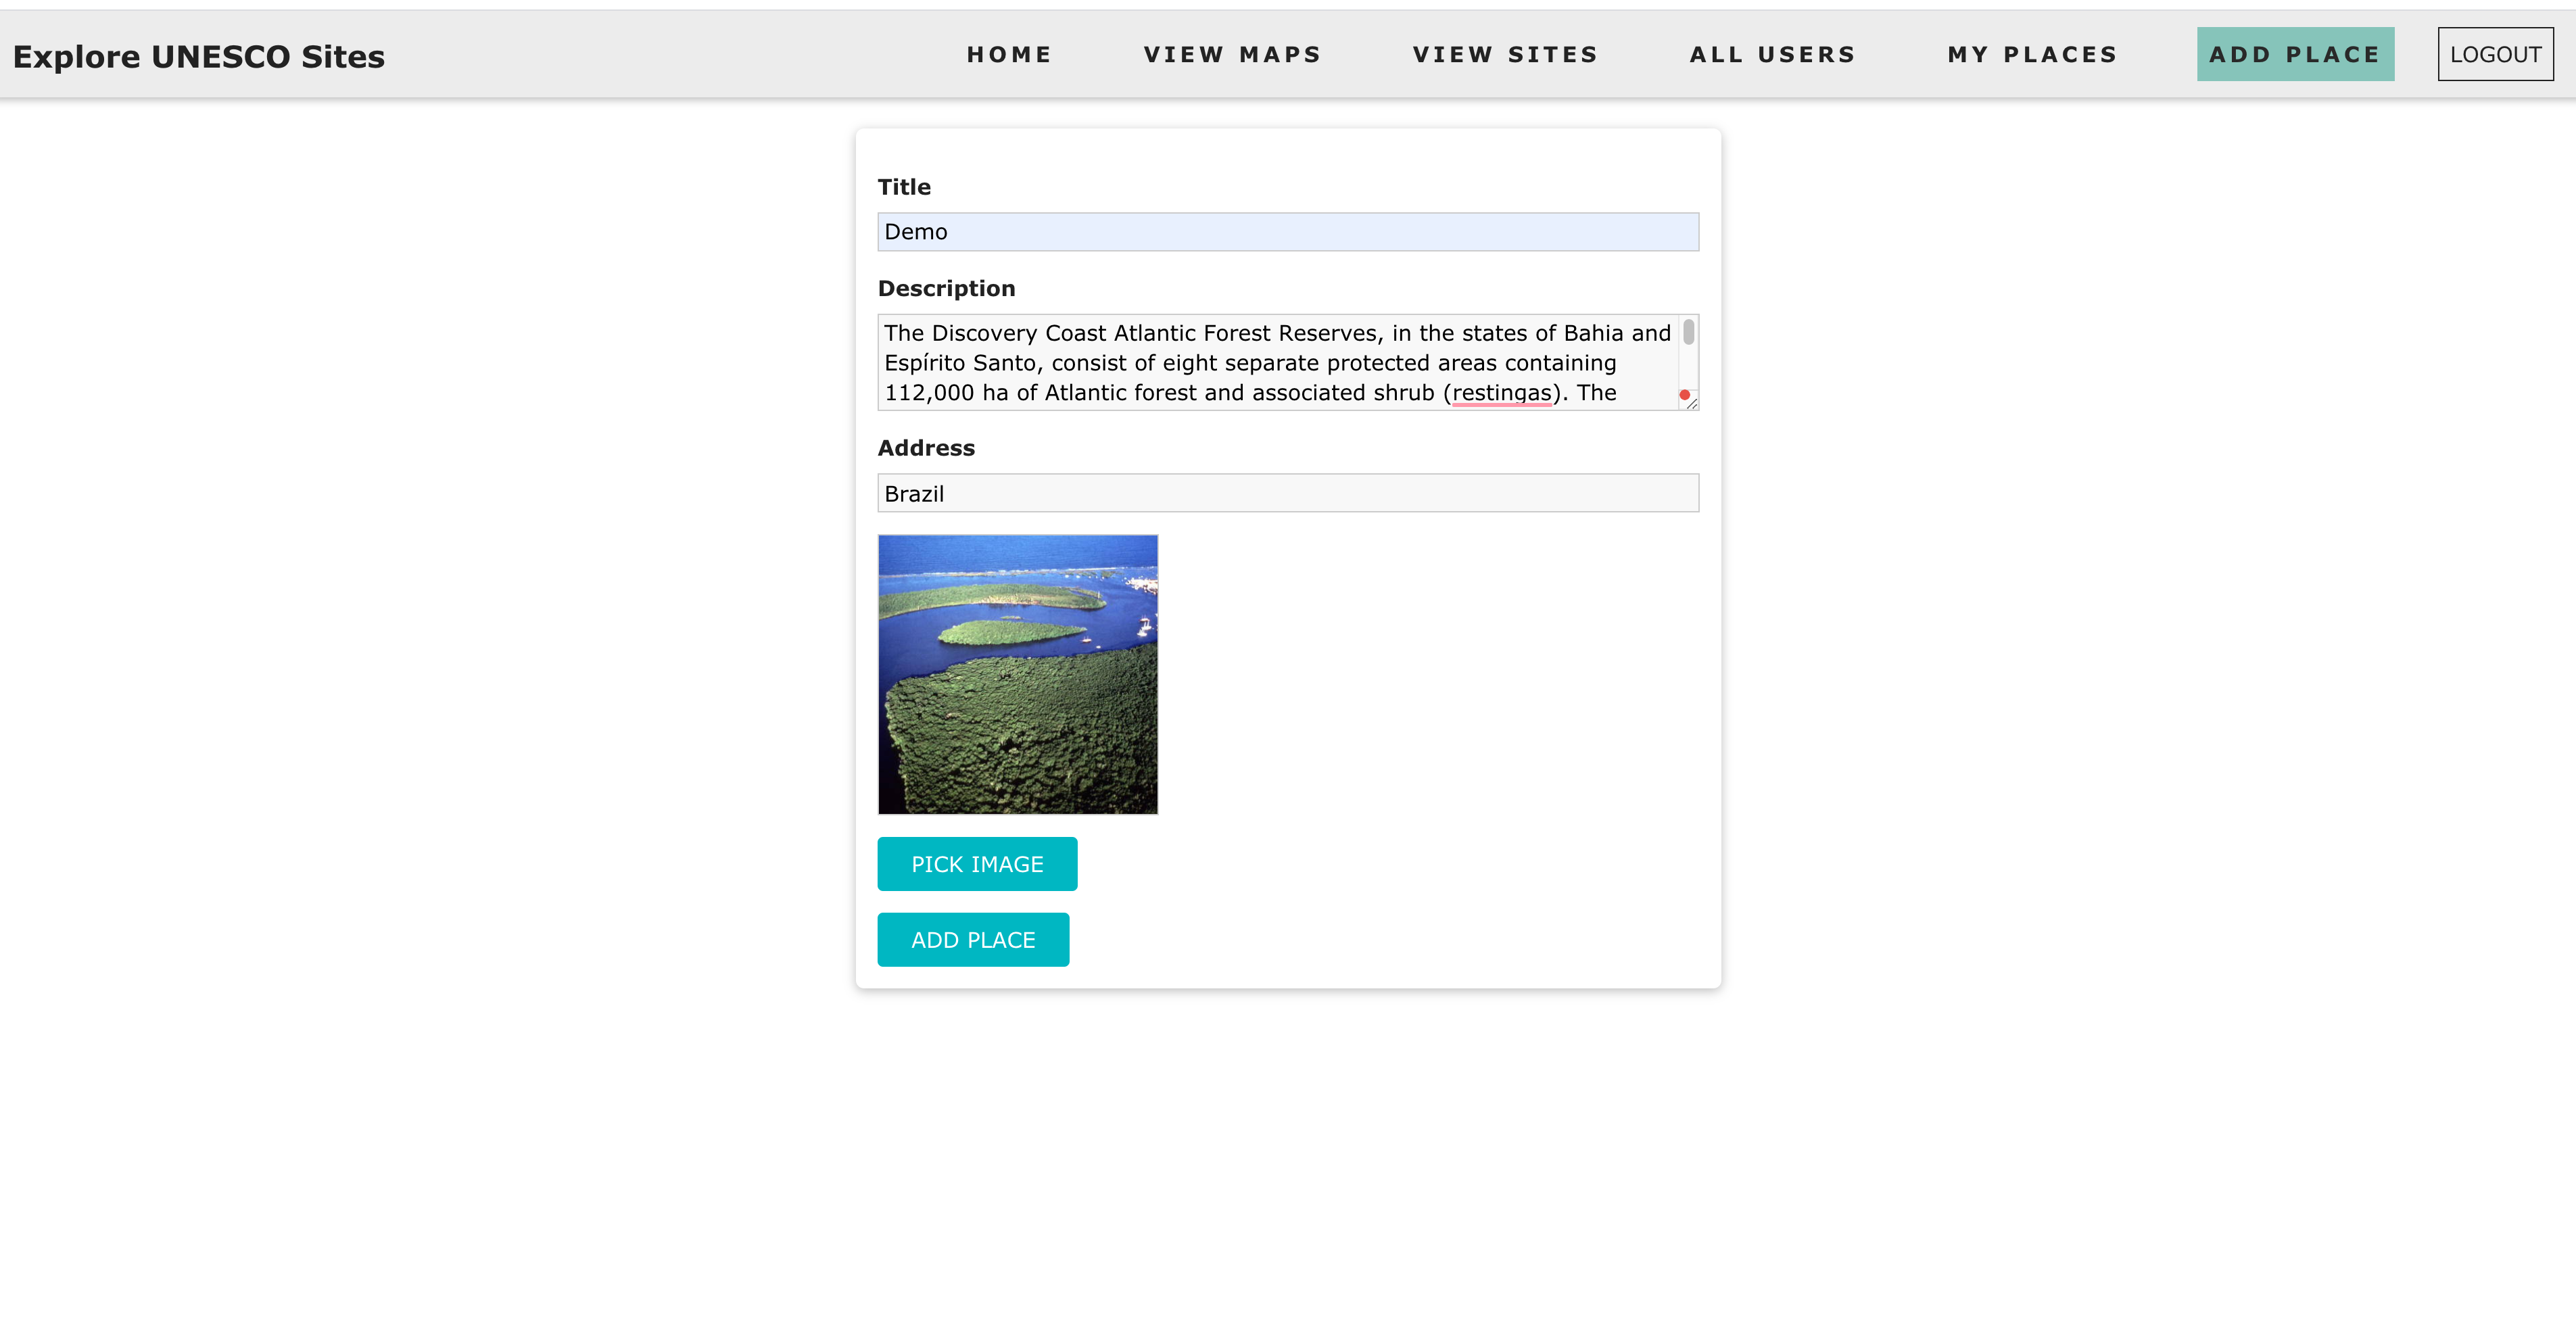 Explore UNESCO Sites
HOME VIEW MAPS VIEW SITES ALL USERS MY PLACES ADD PLACE LOGOUT
Title
Demo
Description
The Discovery Coast Atlantic Forest Reserves, in the states of Bahia and
Espírito Santo, consist of eight separate protected areas containing
112,000 ha of Atlantic forest and associated shrub (restingas). The
Address
Brazil
PICK IMAGE
ADD PLACE